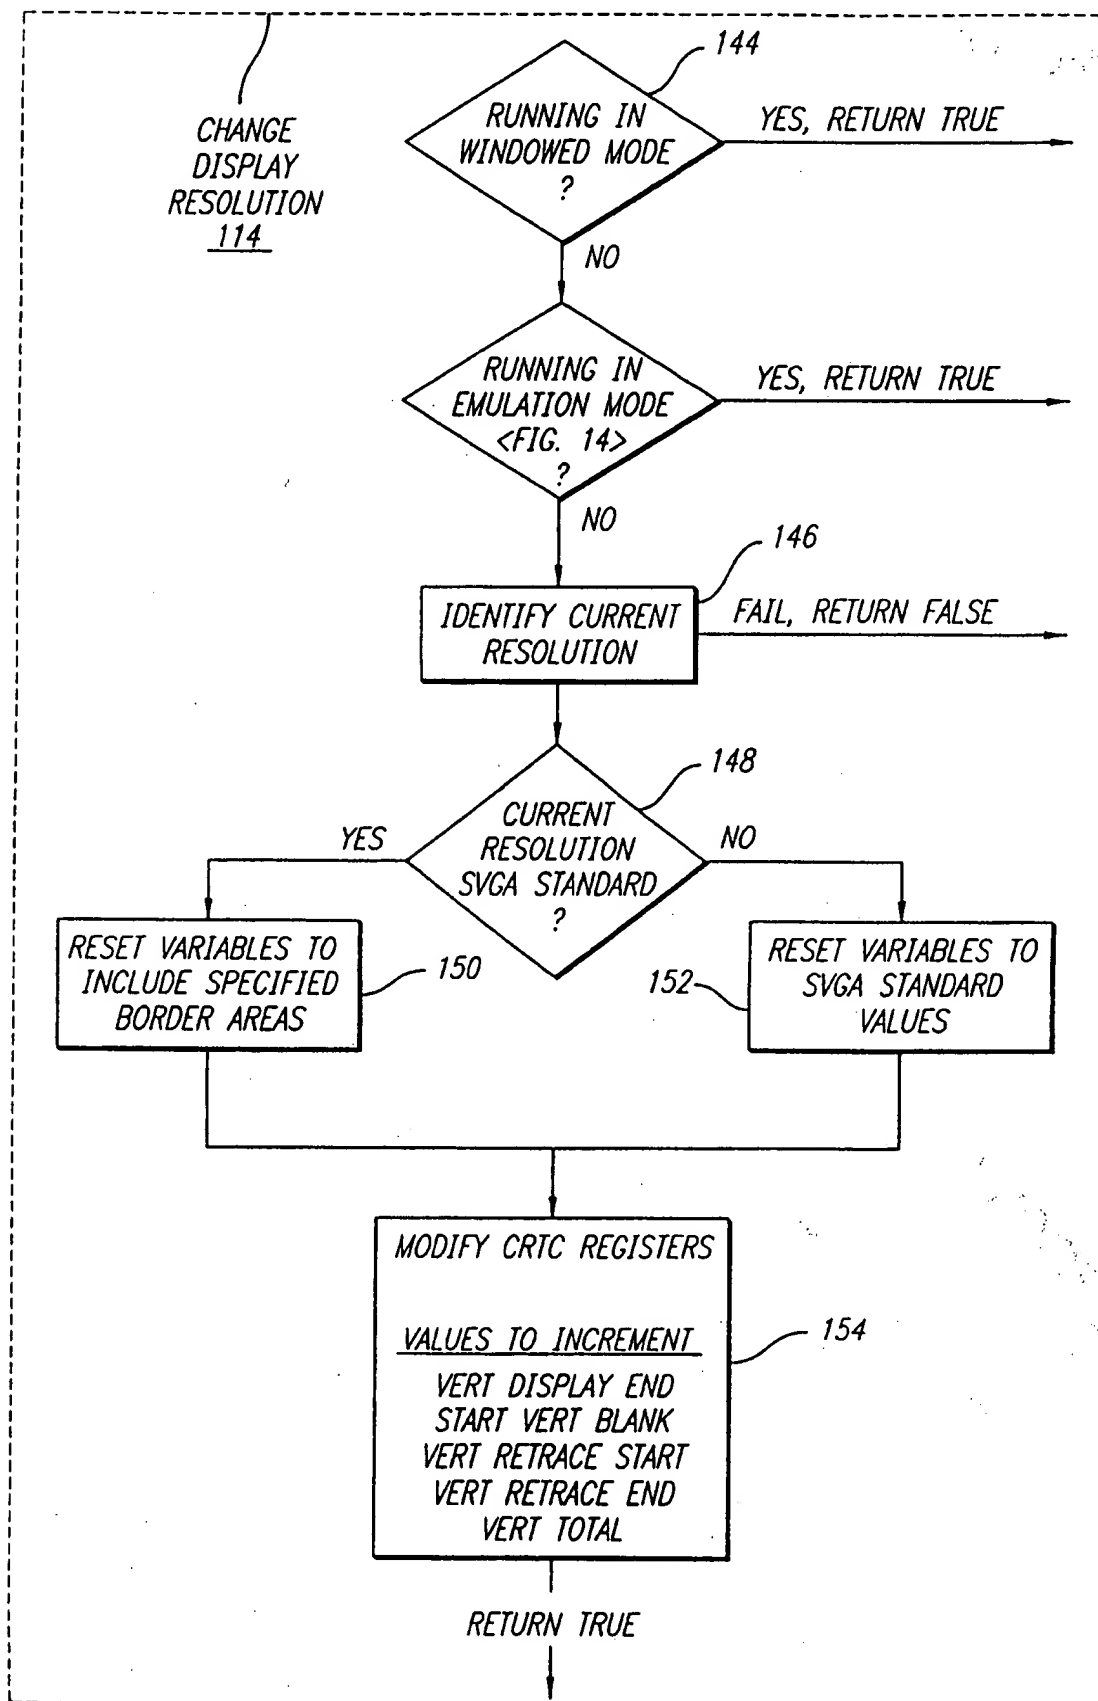 CHANGE
DISPLAY
RESOLUTION
114
144
RUNNING IN
WINDOWED MODE
?
YES, RETURN TRUE
NO
RUNNING IN
EMULATION MODE
<FIG. 14>
?
YES, RETURN TRUE
NO
146
IDENTIFY CURRENT
RESOLUTION
FAIL, RETURN FALSE
148
CURRENT
RESOLUTION
SVGA STANDARD
?
YES
NO
RESET VARIABLES TO
INCLUDE SPECIFIED
BORDER AREAS
150
152
RESET VARIABLES TO
SVGA STANDARD
VALUES
MODIFY CRTC REGISTERS
VALUES TO INCREMENT
VERT DISPLAY END
START VERT BLANK
VERT RETRACE START
VERT RETRACE END
VERT TOTAL
154
RETURN TRUE